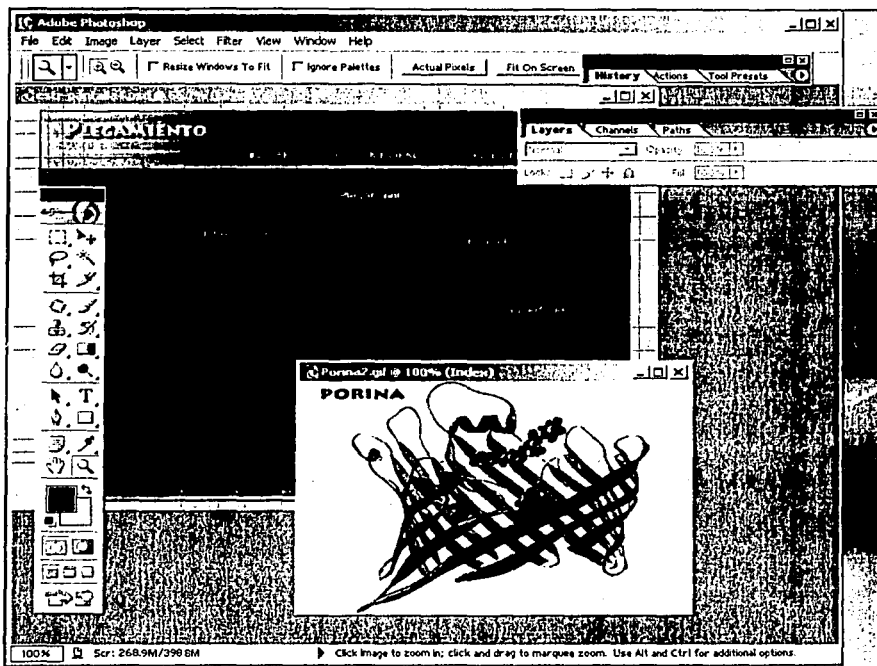 Adobe Photoshop
File Edit Image Layer Select Filter View Window Help
Resize Windows To Fit Ignore Palettes Actual Pixels Fit On Screen
History Actions Tool Presets
PLEGAMIENTO
Layers Channels Paths
Normal Opacity:
Lock: Fill:
Porina2.gif @ 100% (Index)
PORINA
T
100% Scr: 268.9M/398.8M Click image to zoom in; click and drag to marquee zoom. Use Alt and Ctrl for additional options.